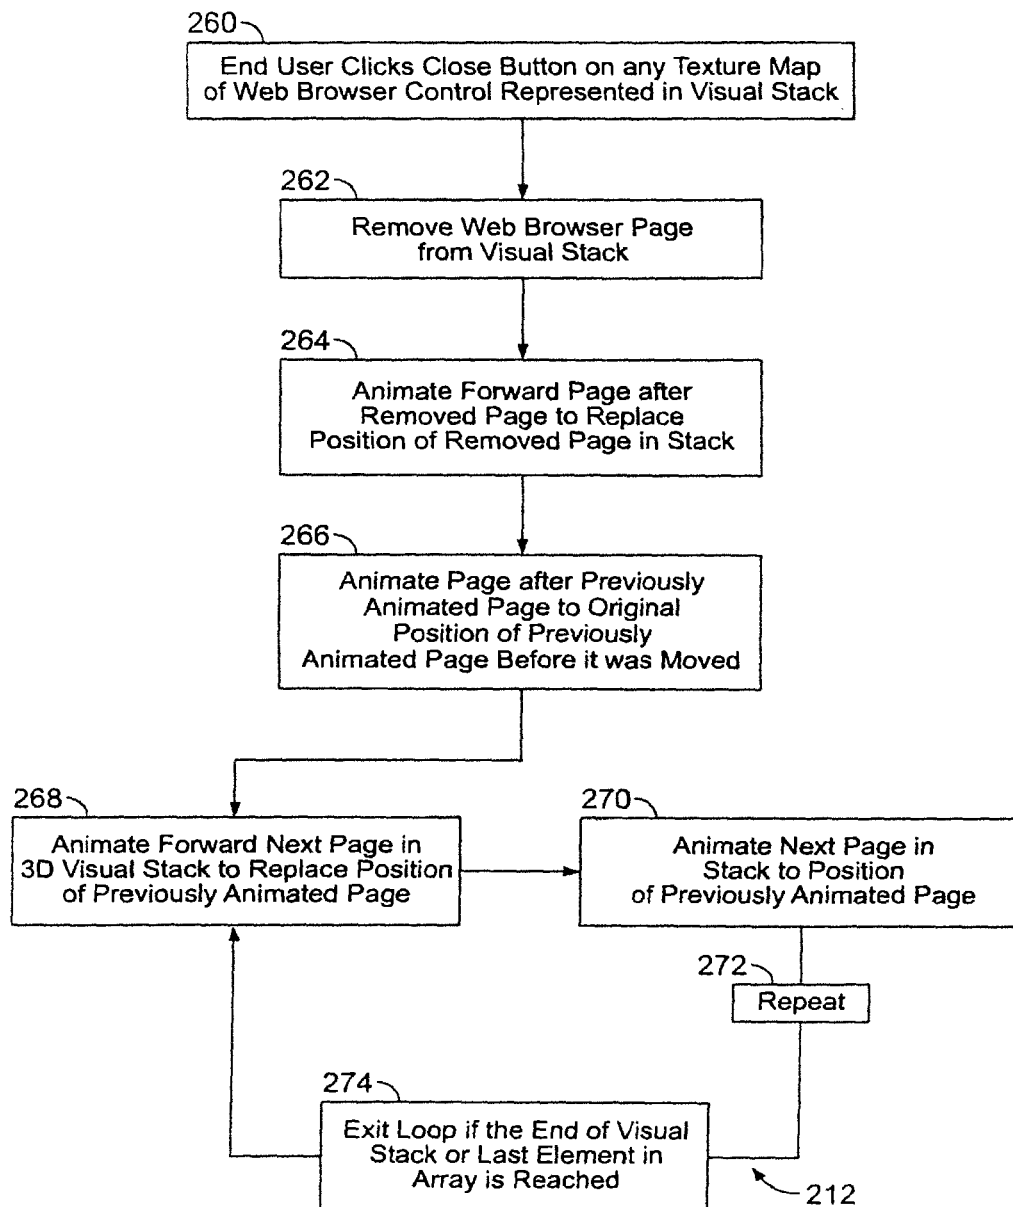 260
End User Clicks Close Button on any Texture Map
of Web Browser Control Represented in Visual Stack
262
Remove Web Browser Page
from Visual Stack
264
Animate Forward Page after
Removed Page to Replace
Position of Removed Page in Stack
266
Animate Page after Previously
Animated Page to Original
Position of Previously
Animated Page Before it was Moved
268
Animate Forward Next Page in
3D Visual Stack to Replace Position
of Previously Animated Page
270
Animate Next Page in
Stack to Position
of Previously Animated Page
272
Repeat
274
Exit Loop if the End of Visual
Stack or Last Element in
Array is Reached
212